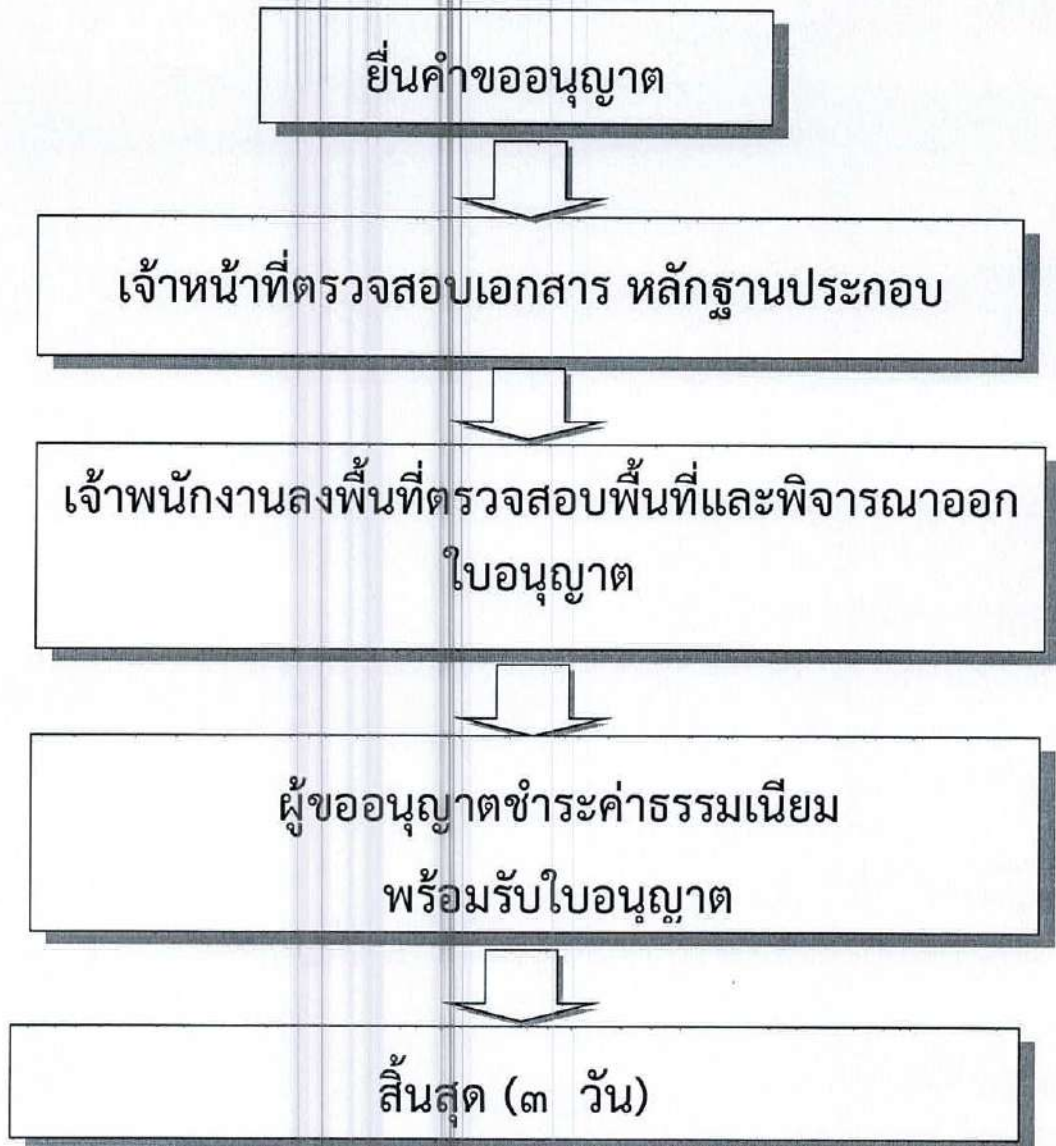 ยื่นคำขออนุญาต
เจ้าหน้าที่ตรวจสอบเอกสาร หลักฐานประกอบ
เจ้าพนักงานลงพื้นที่ตรวจสอบพื้นที่และพิจารณาออก
ใบอนุญาต
ผู้ขออนุญาตชำระค่าธรรมเนียม
พร้อมรับใบอนุญาต
สิ้นสุด (๓ วัน)